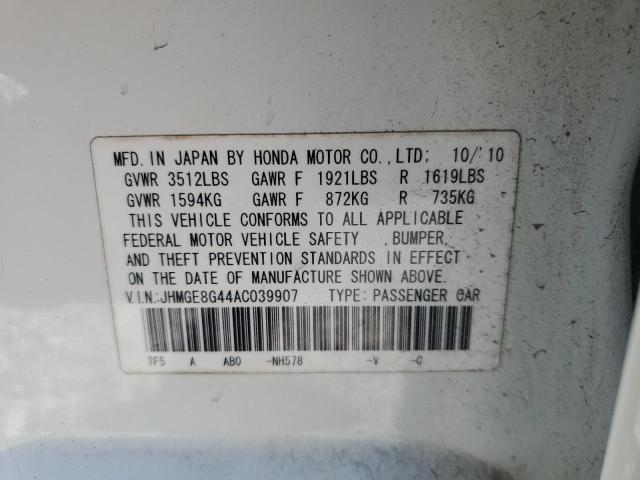 MFD. IN JAPAN BY HONDA MOTOR CO., LTD; 10/'10
GVWR 3512LBS GAWR F 1921LBS R 1619LBS
GVWR 1594KG GAWR F 872KG R 735KG
THIS VEHICLE CONFORMS TO ALL APPLICABLE
FEDERAL MOTOR VEHICLE SAFETY , BUMPER,
AND THEFT PREVENTION STANDARDS IN EFFECT
ON THE DATE OF MANUFACTURE SHOWN ABOVE.
V.I.N.:JHMGE8G44AC039907 TYPE: PASSENGER CAR
TF5 A AB0 -NH578 -V -C